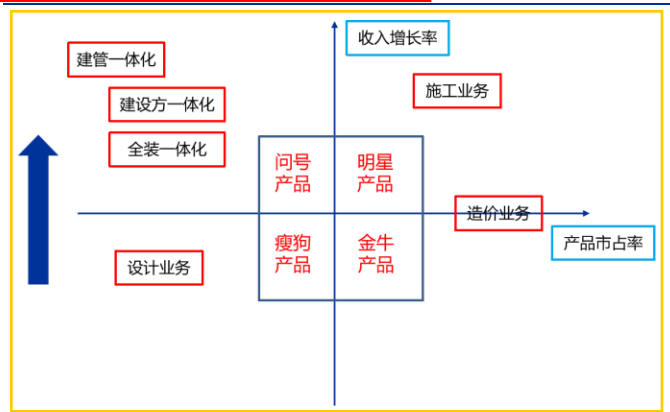 收入增长率
建管一体化
施工业务
建设方一体化
全装一体化
问号
产品
明星
产品
造价业务
产品市占率
瘦狗
产品
金牛
产品
设计业务